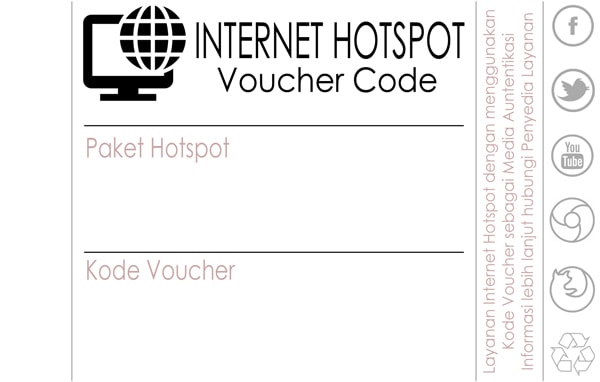 INTERNET HOTSPOT
Voucher Code
Paket Hotspot
Kode Voucher
Layanan Internet Hotspot dengan menggunakan
Kode Voucher sebagai Media Auntentikasi
Informasi lebih lanjut hubungi Penyedia Layanan
f
You
Tube